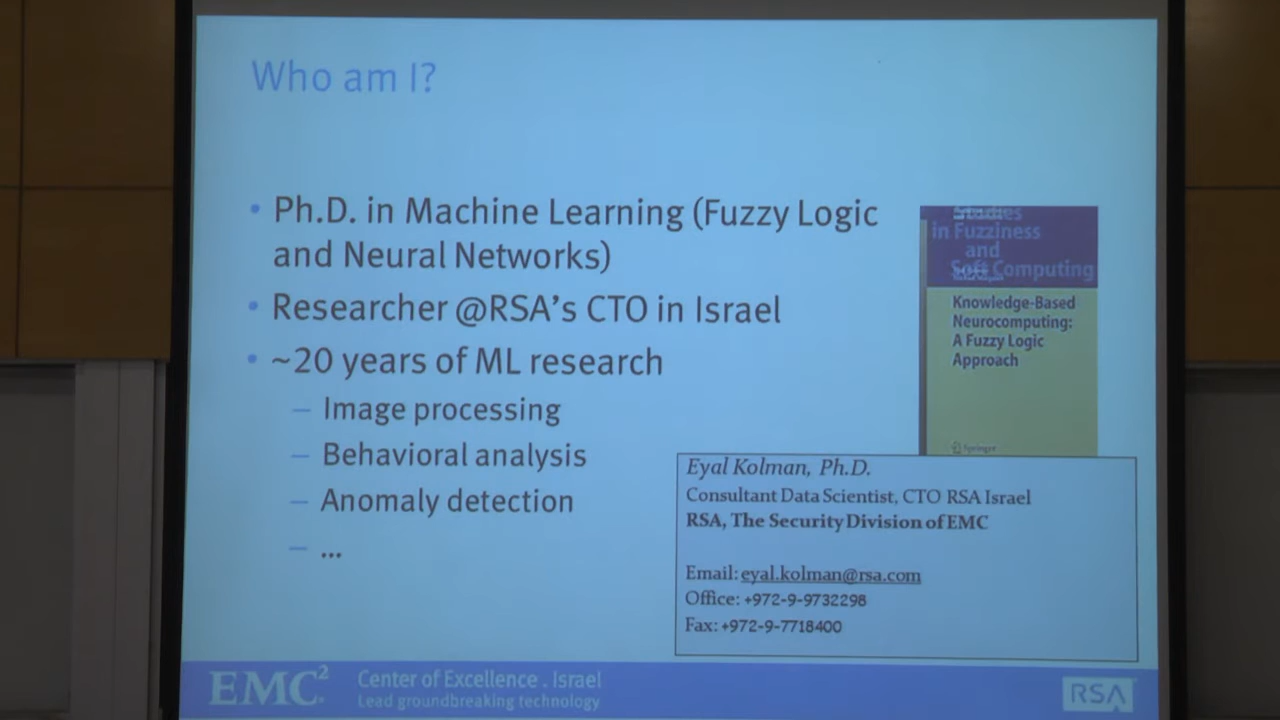 Who am I?
• Ph.D. in Machine Learning (Fuzzy Logic
and Neural Networks)
• Researcher @RSA's CTO in Israel
• ~20 years of ML research
– Image processing
– Behavioral analysis
– Anomaly detection
– ...
Studies
in Fuzziness
and
Soft Computing
Knowledge-Based
Neurocomputing:
A Fuzzy Logic
Approach
Springer
Eyal Kolman, Ph.D.
Consultant Data Scientist, CTO RSA Israel
RSA, The Security Division of EMC
Email: eyal.kolman@rsa.com
Office: +972-9-9732298
Fax: +972-9-7718400
EMC²
Center of Excellence . Israel
Lead groundbreaking technology
RSA